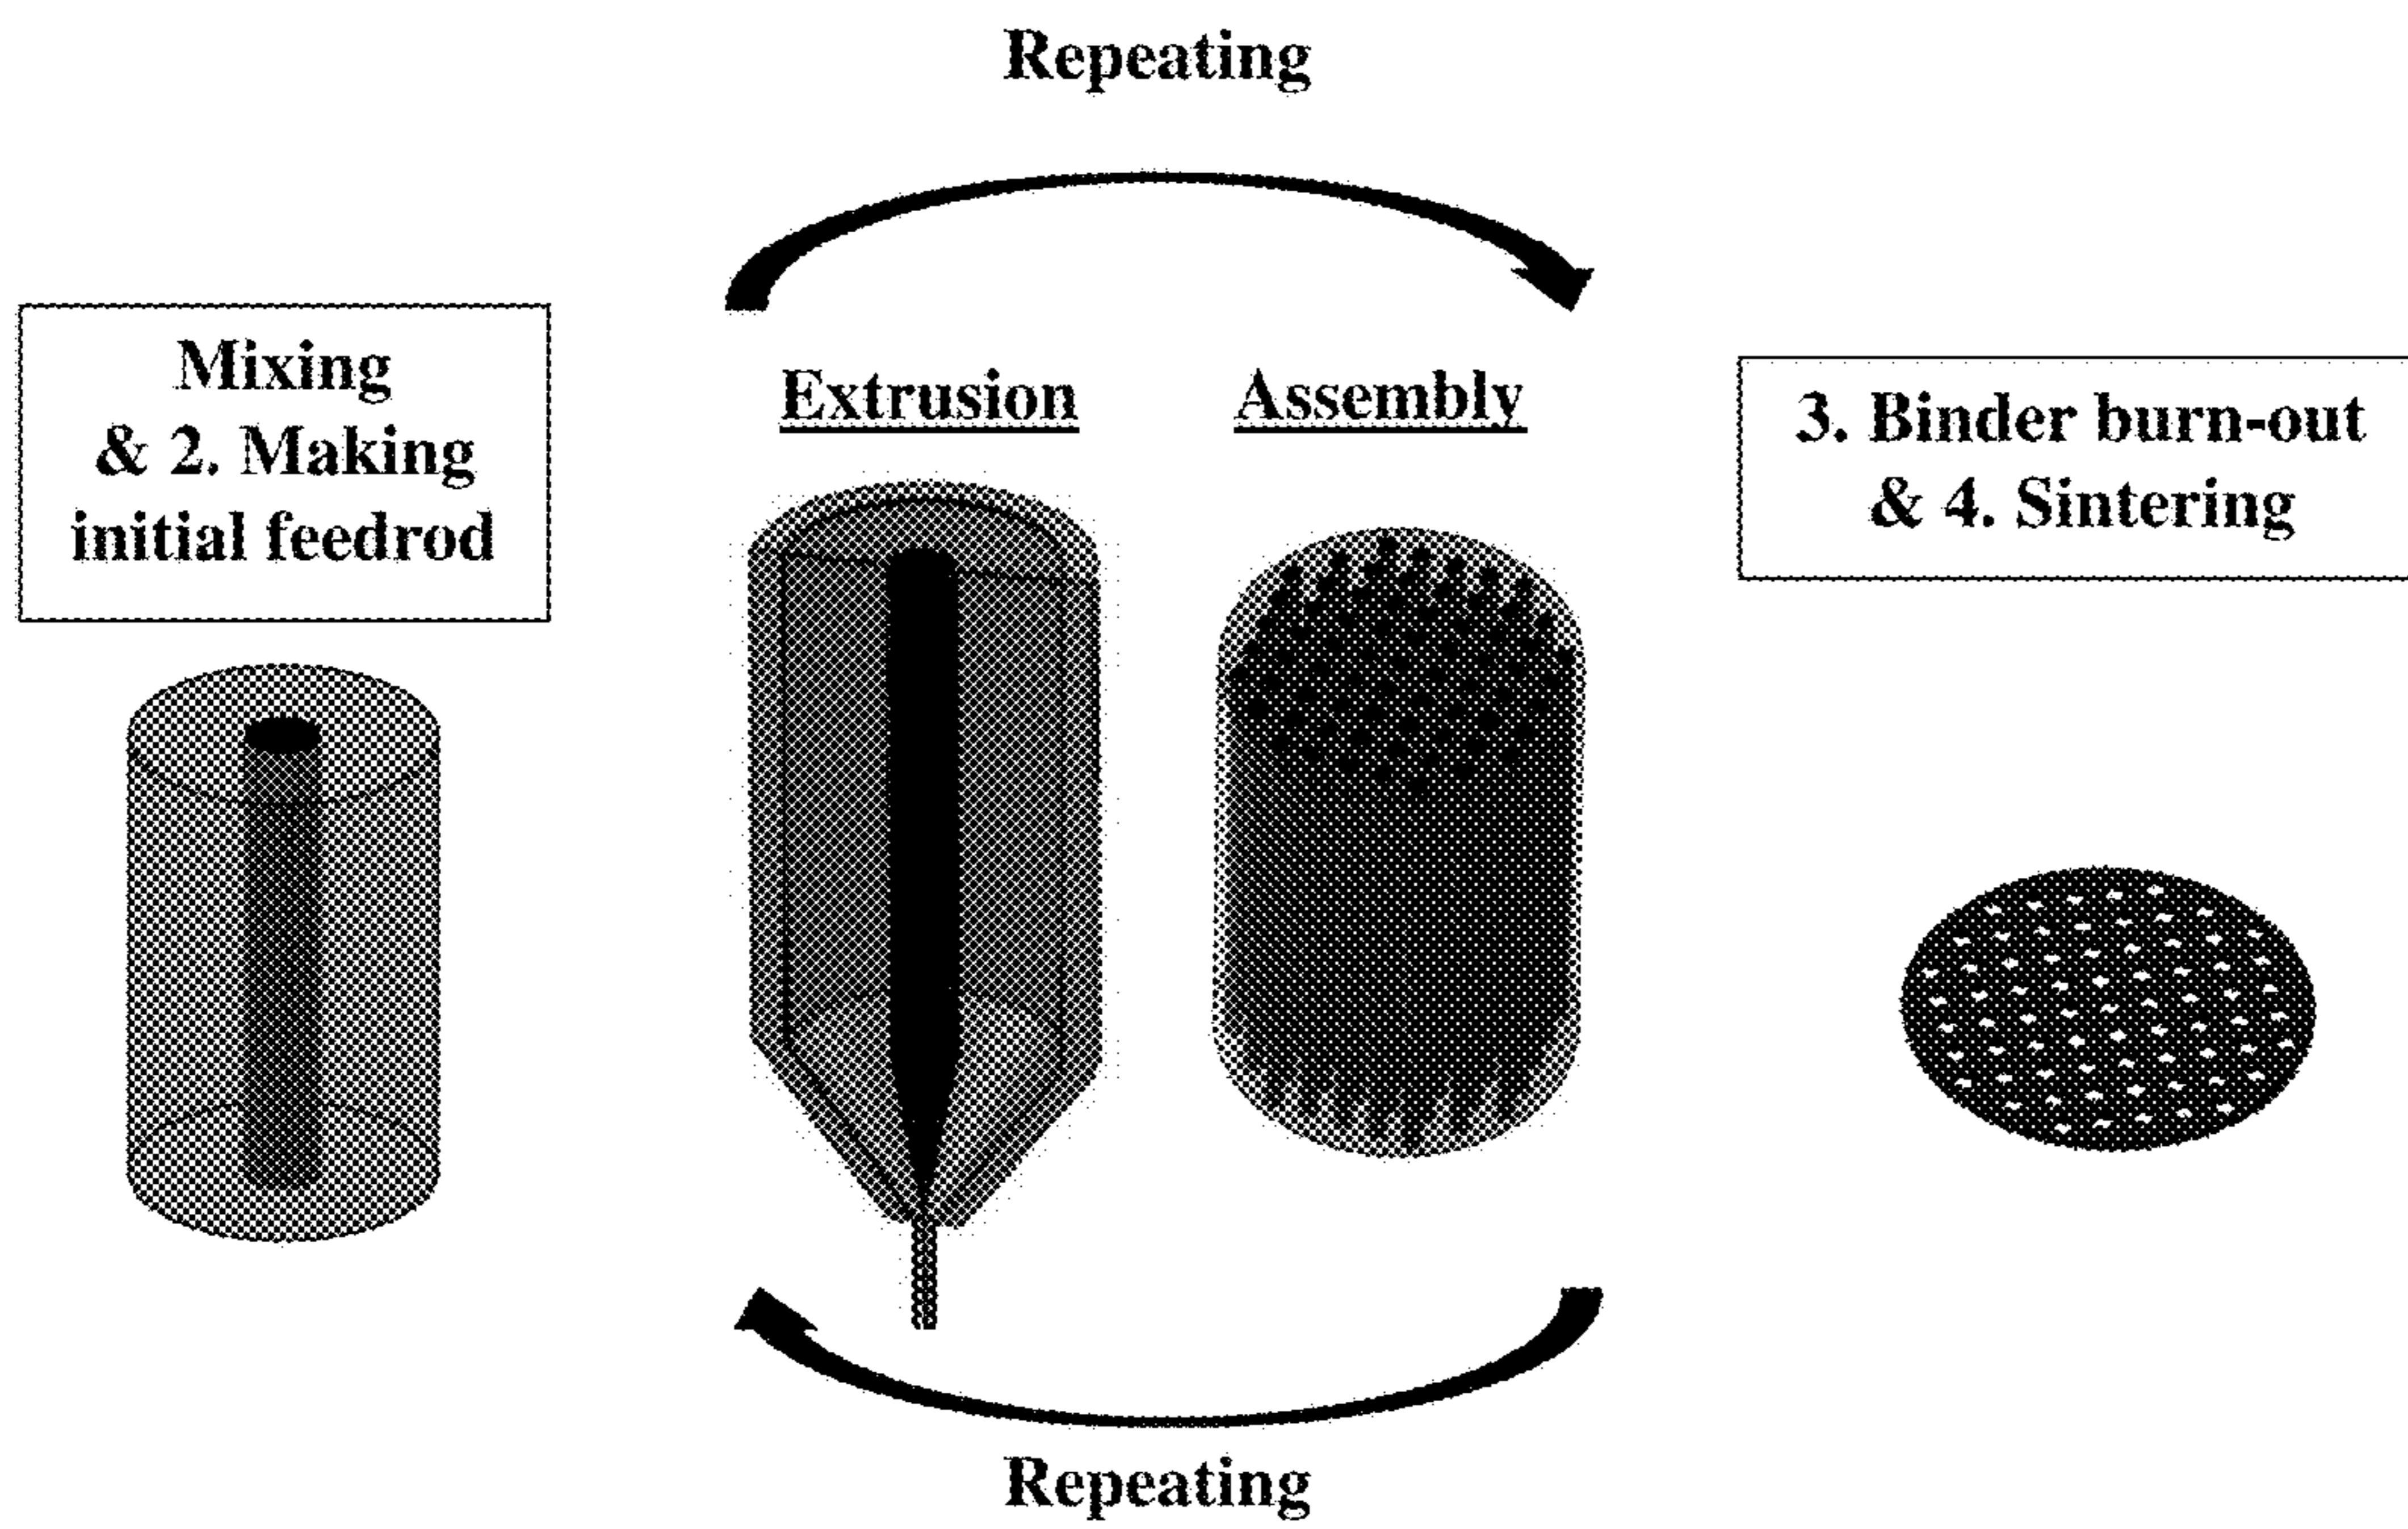 Repeating
Mixing
& 2. Making
initial feedrod
Extrusion
Assembly
3. Binder burn-out
& 4. Sintering
Repeating